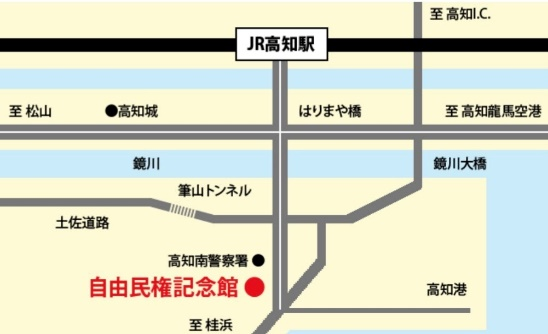 至 高知I.C.
JR高知駅
至 松山
●高知城
はりまや橋
至 高知龍馬空港
鏡川
鏡川大橋
筆山トンネル
土佐道路
高知南警察署 ●
自由民権記念館 ●
高知港
至 桂浜